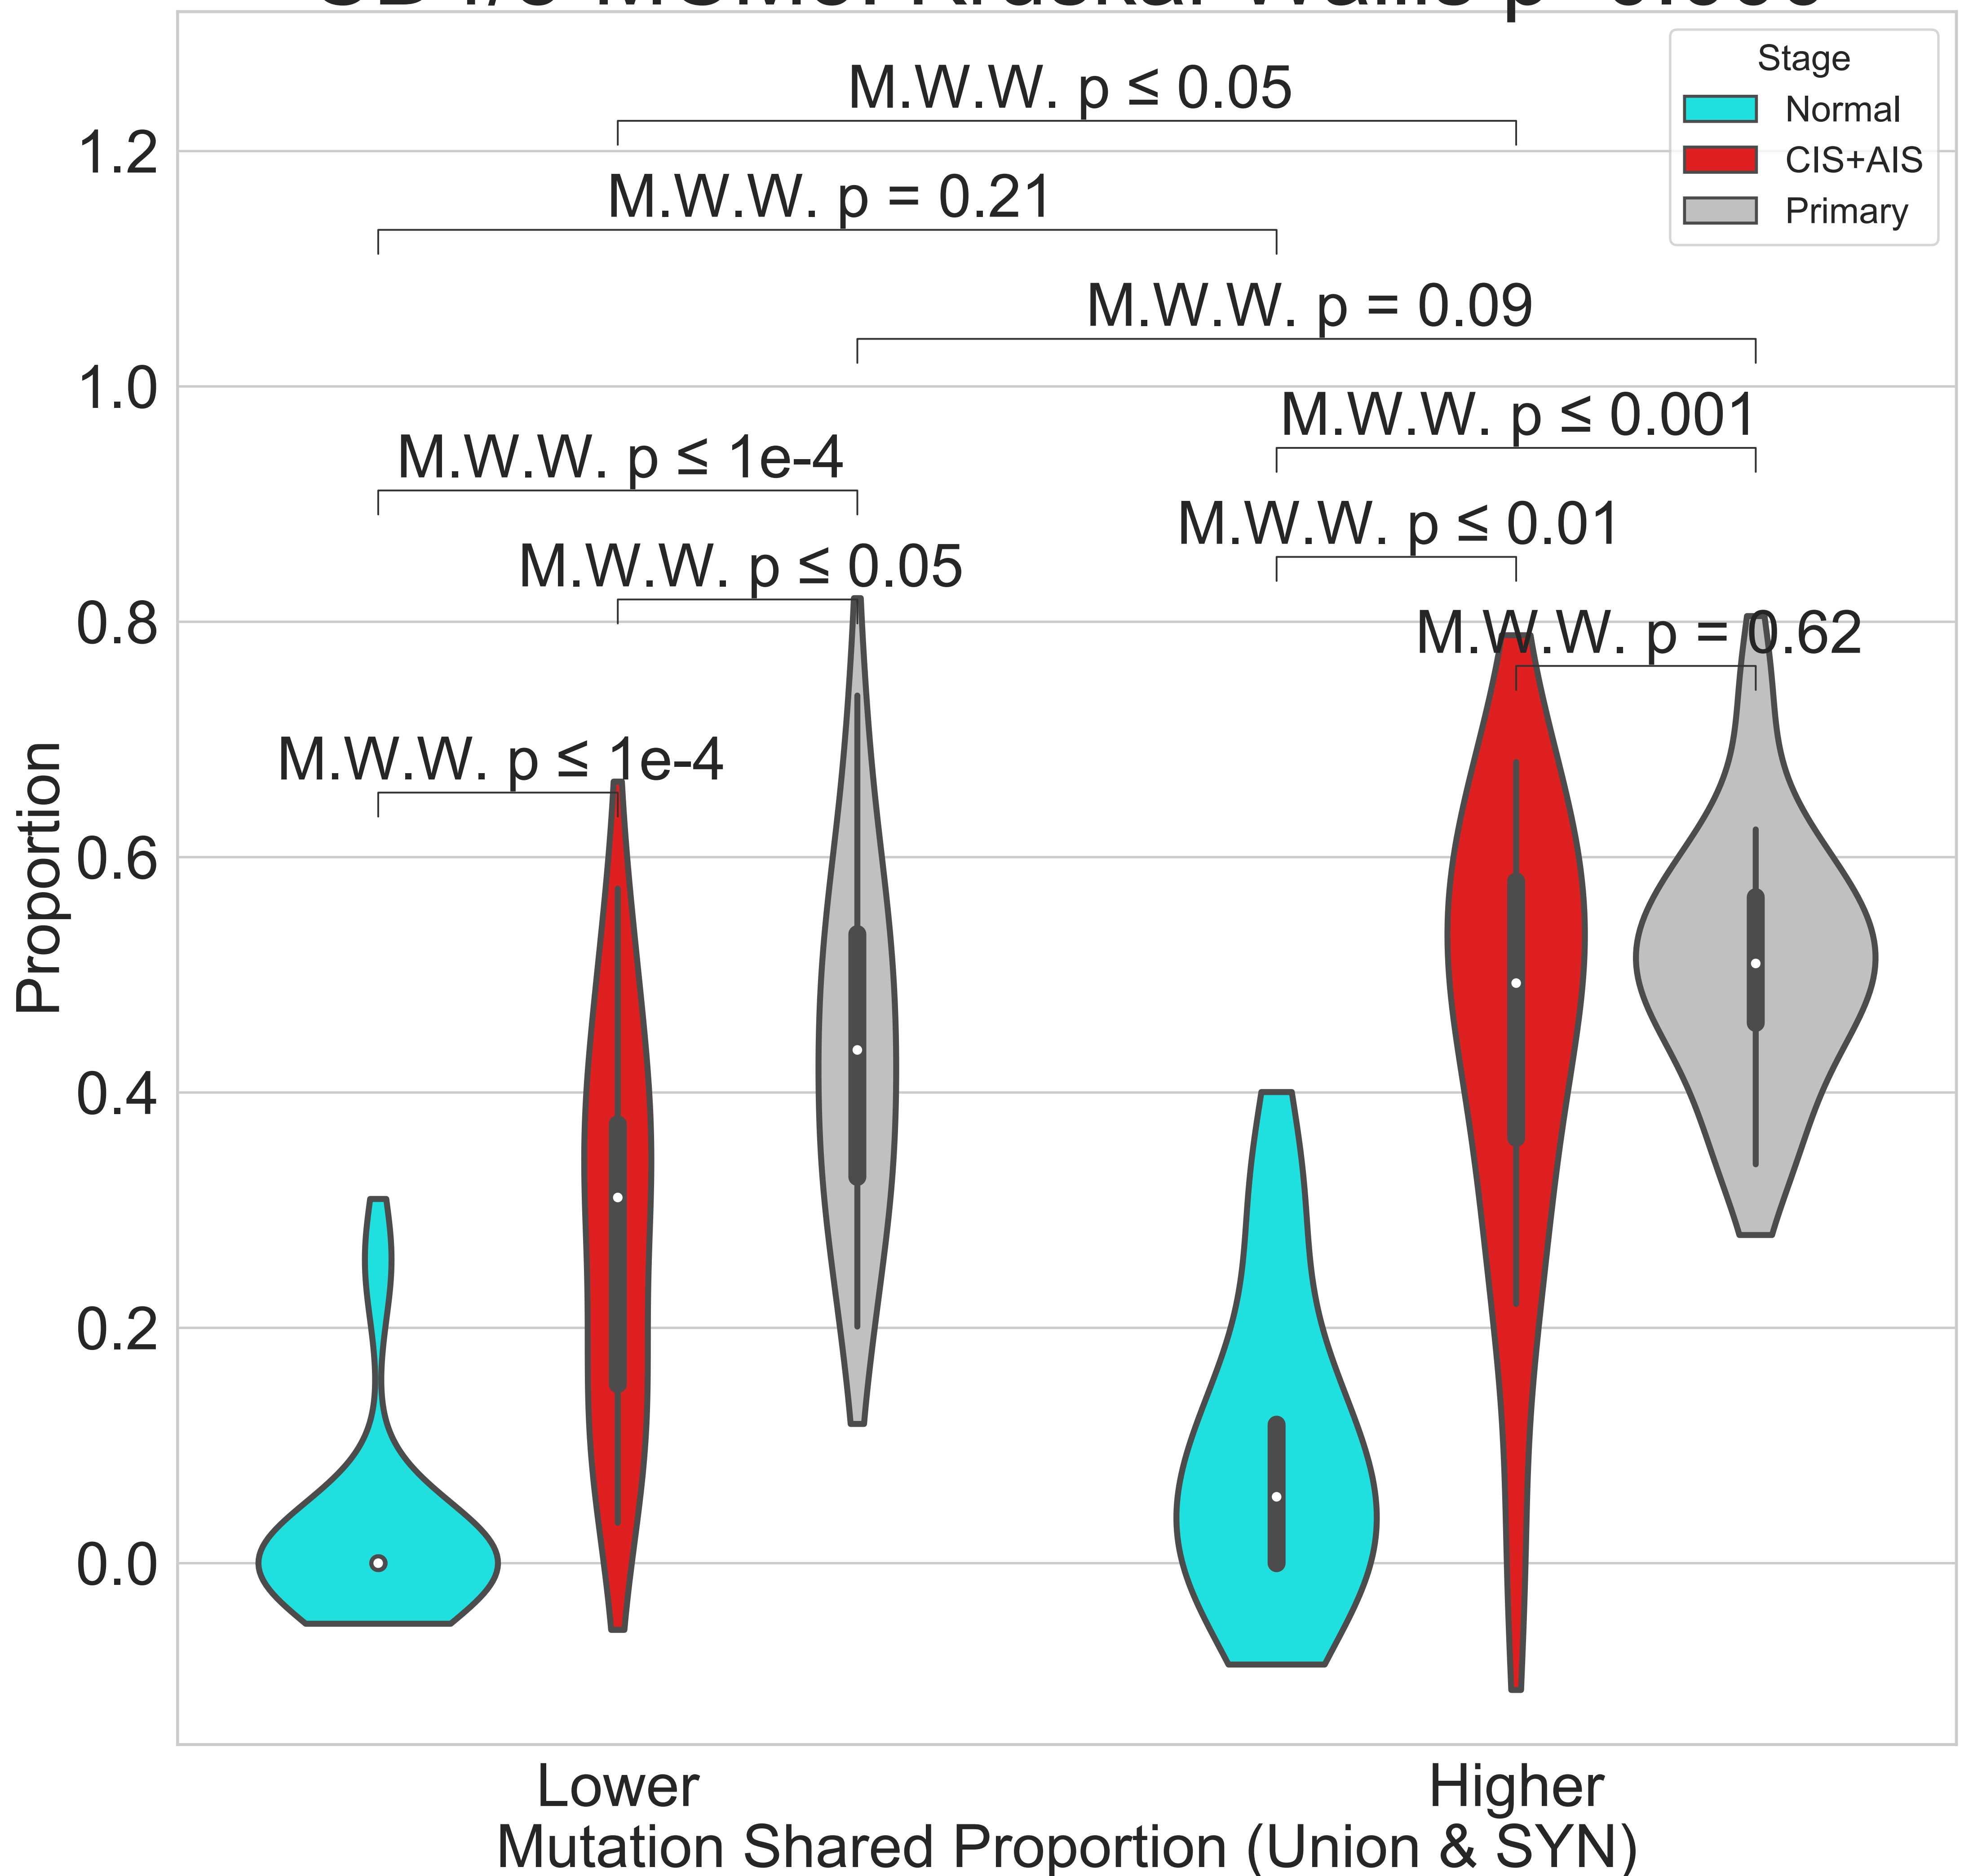 Stage
Normal
CIS+AIS
Primary
M.W.W. p ≤ 0.05
M.W.W. p = 0.21
M.W.W. p = 0.09
M.W.W. p ≤ 0.001
M.W.W. p ≤ 1e-4
M.W.W. p ≤ 0.01
M.W.W. p ≤ 0.05
M.W.W. p = 0.62
M.W.W. p ≤ 1e-4
1.2
1.0
0.8
0.6
0.4
0.2
0.0
Proportion
Lower
Higher
Mutation Shared Proportion (Union & SYN)